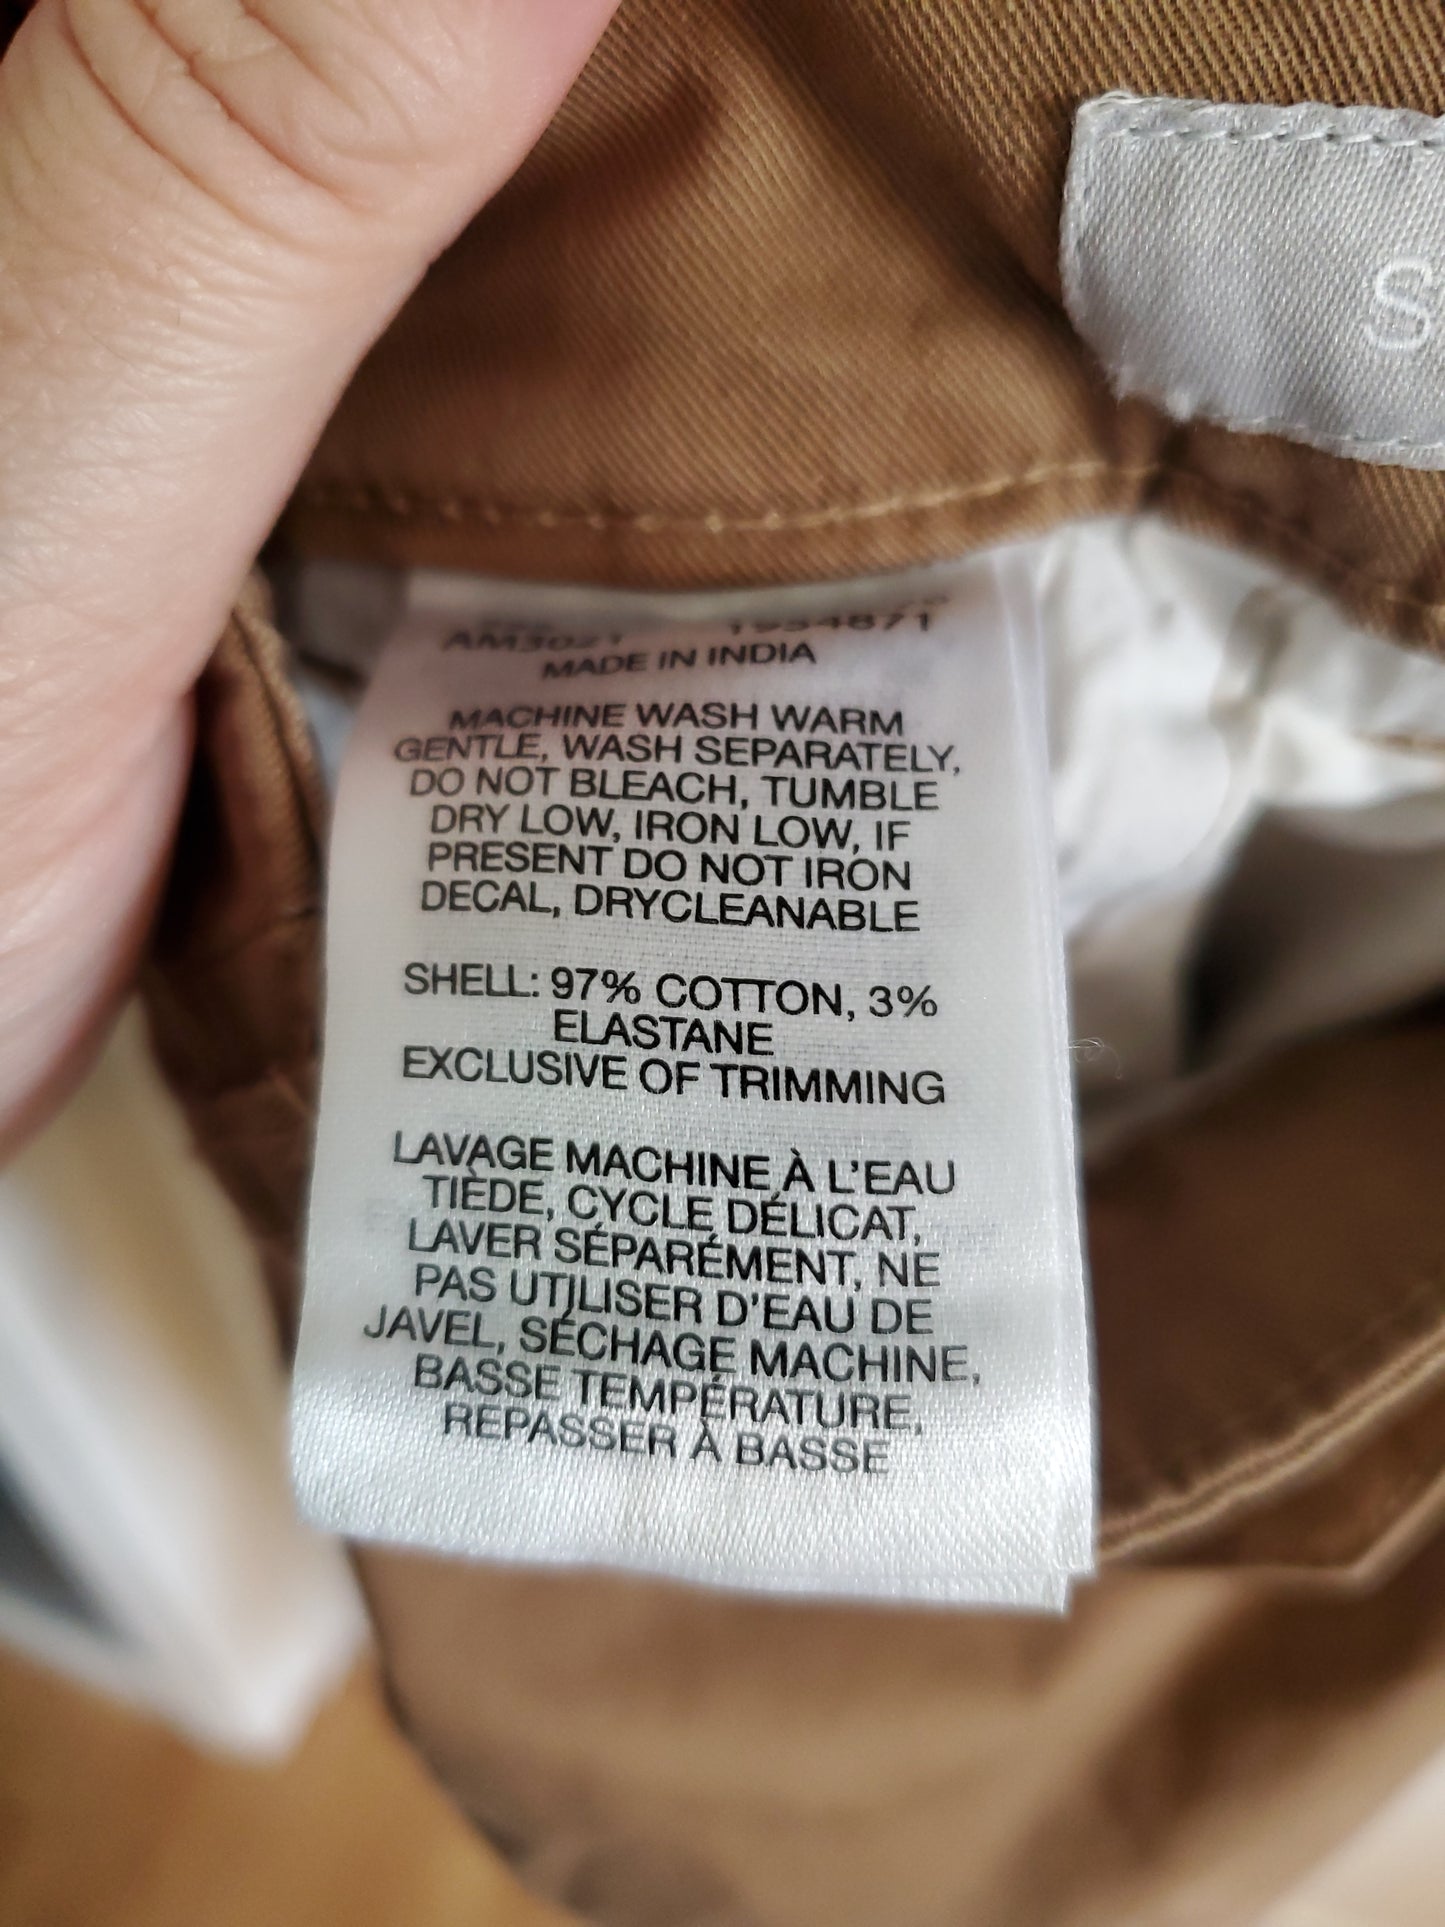 S
MADE IN INDIA
MACHINE WASH WARM
GENTLE, WASH SEPARATELY,
DO NOT BLEACH, TUMBLE
DRY LOW, IRON LOW, IF
PRESENT DO NOT IRON
DECAL, DRYCLEANABLE
SHELL: 97% COTTON, 3%
ELASTANE
EXCLUSIVE OF TRIMMING
LAVAGE MACHINE À L'EAU
TIÈDE, CYCLE DÉLICAT,
LAVER SÉPARÉMENT, NE
PAS UTILISER D'EAU DE
JAVEL, SÉCHAGE MACHINE,
BASSE TEMPÉRATURE,
REPASSER À BASSE